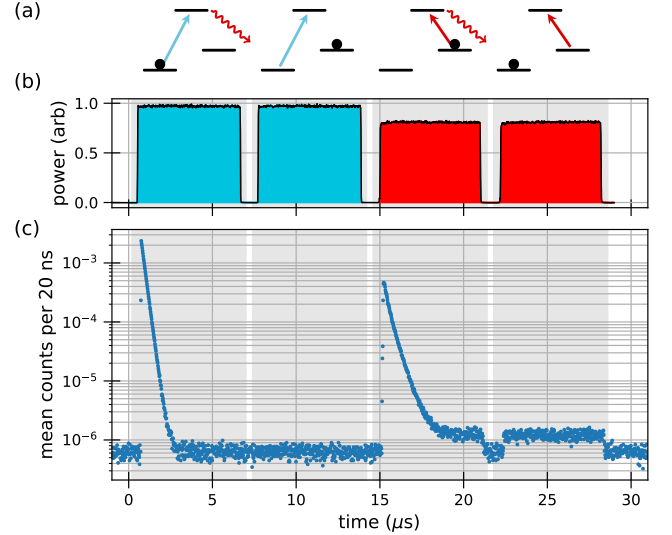 (a)
(b)
1.0
0.5
0.0
power (arb)
(c)
10⁻³
10⁻⁴
10⁻⁵
10⁻⁶
mean counts per 20 ns
0 5 10 15 20 25 30
time (μs)